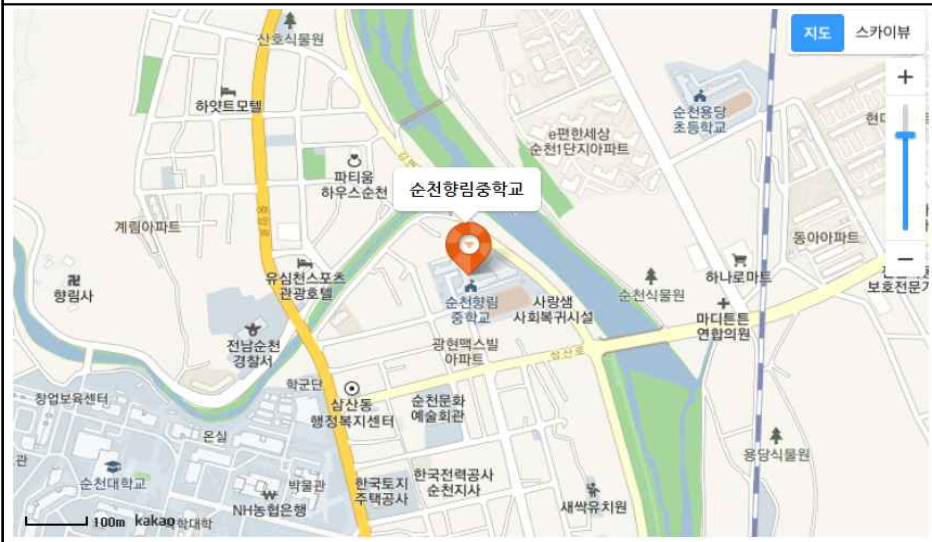 산호식물원
지도
스카이뷰
하얏트모텔
순천용당
초등학교
e편한세상
순천1단지아파트
파티움
하우스순천
순천향림중학교
계림아파트
동아아파트
유심천스포츠
관광호텔
하나로마트
卍
향림사
순천향림
중학교
사랑샘
사회복귀시설
순천식물원
보호전문기
마디튼튼
연합의원
전남순천
경찰서
광현맥스빌
아파트
삼산로
학군단
창업보육센터
삼산동
행정복지센터
순천문화
예술회관
온실
용당식물원
순천대학교
박물관
한국토지
주택공사
한국전력공사
순천지사
NH농협은행
새싹유치원
100m
kakao